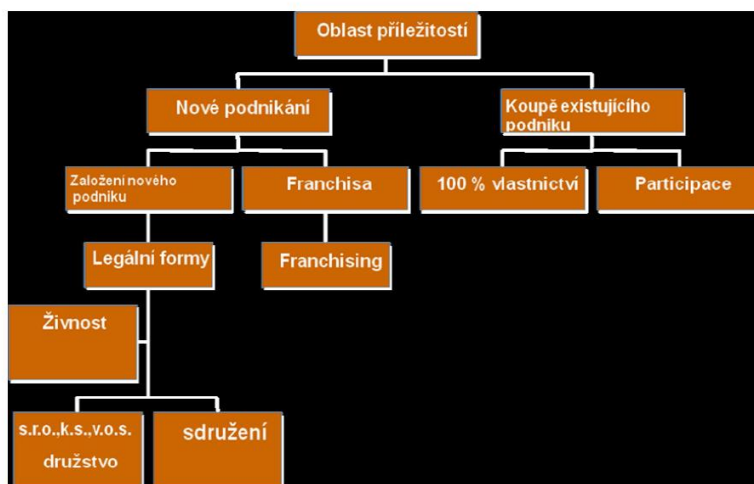 Oblast příležitostí
Nové podnikání
Koupě existujícího
podniku
Založení nového
podniku
Franchisa
100 % vlastnictví
Participace
Legální formy
Franchising
Živnost
s.r.o.,k.s.,v.o.s.
družstvo
sdružení